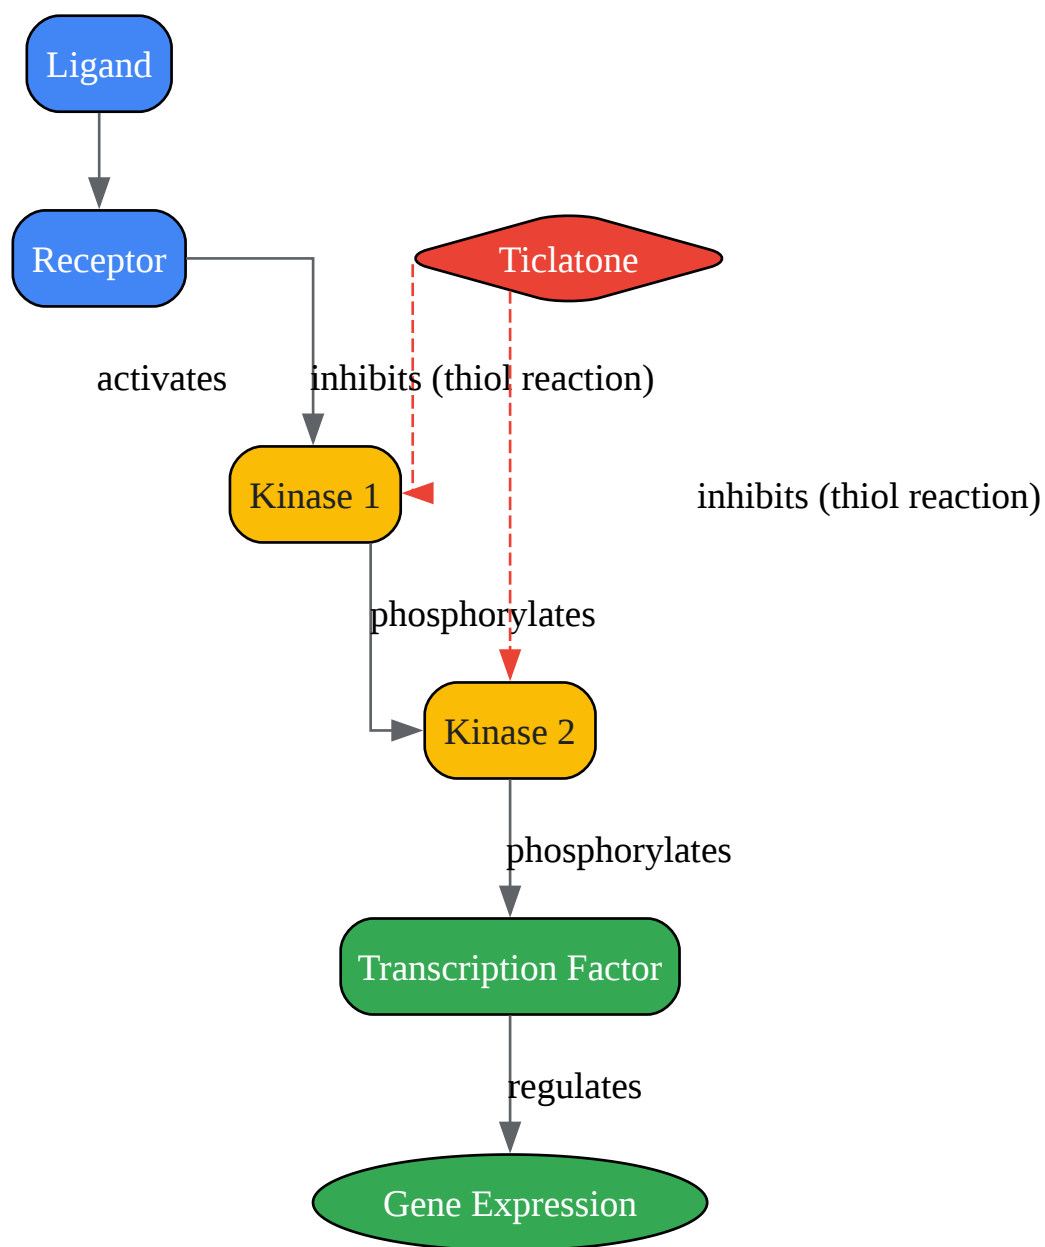 Ligand
Receptor
Ticlatone
activates
inhibits (thiol reaction)
Kinase 1
inhibits (thiol reaction)
phosphorylates
Kinase 2
phosphorylates
Transcription Factor
regulates
Gene Expression